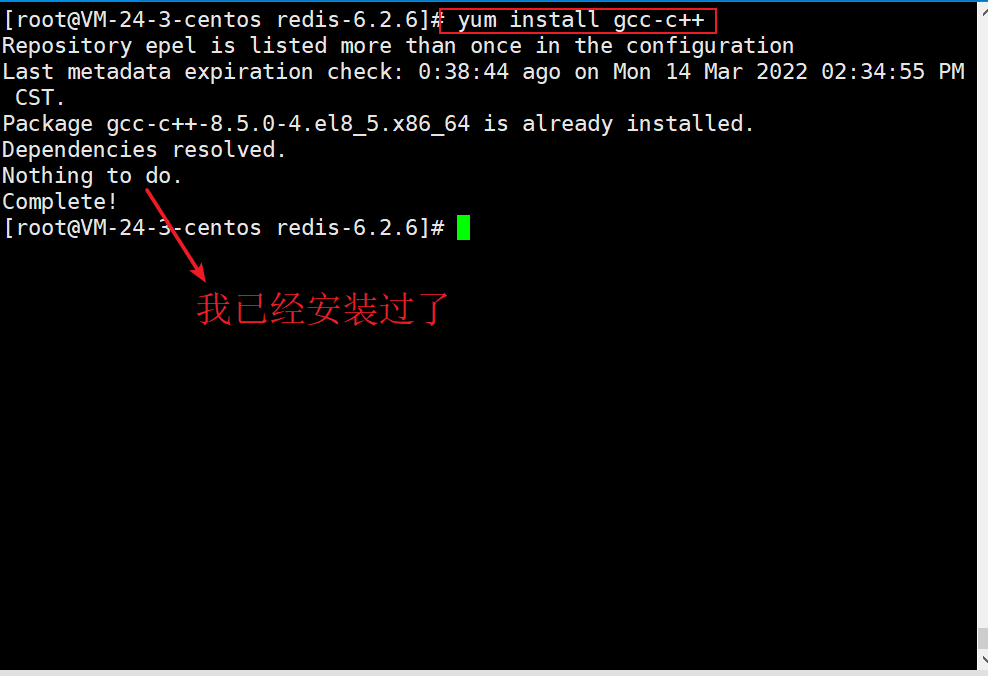 [root@VM-24-3-centos redis-6.2.6]# yum install gcc-c++
Repository epel is listed more than once in the configuration
Last metadata expiration check: 0:38:44 ago on Mon 14 Mar 2022 02:34:55 PM
 CST.
Package gcc-c++-8.5.0-4.el8_5.x86_64 is already installed.
Dependencies resolved.
Nothing to do.
Complete!
[root@VM-24-3-centos redis-6.2.6]#
我已经安装过了